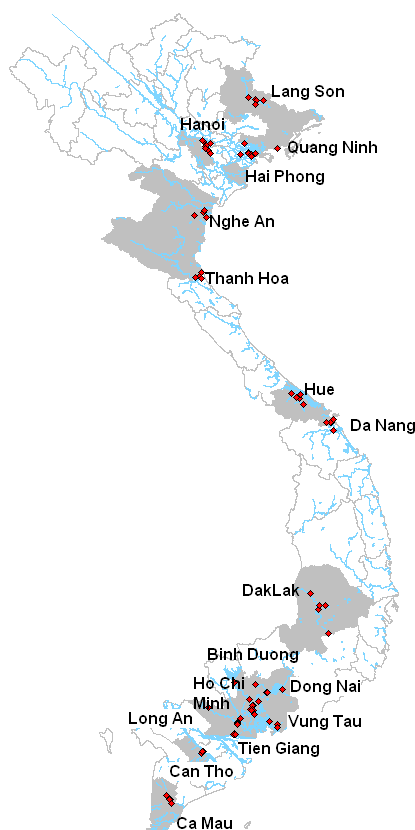 Lang Son
Hanoi
Quang Ninh
Hai Phong
Nghe An
Thanh Hoa
Hue
Da Nang
DakLak
Binh Duong
Ho Chi
Minh
Dong Nai
Long An
Vung Tau
Tien Giang
Can Tho
Ca Mau